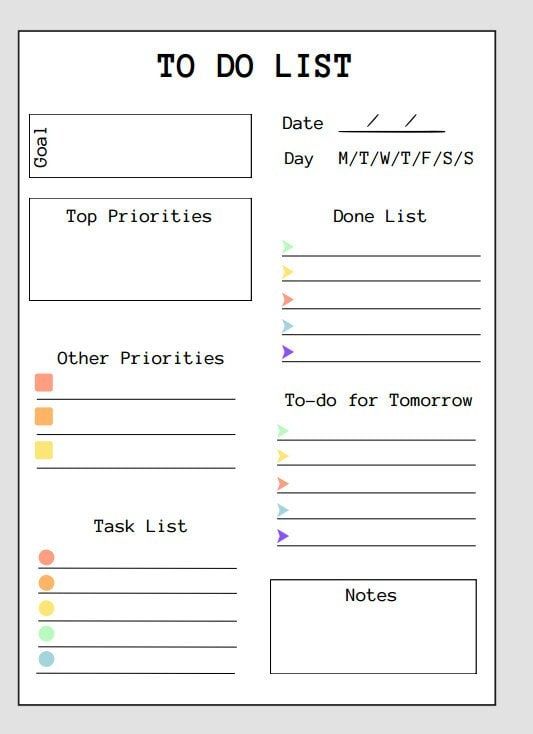 TO DO LIST
Goal
Date / /
Day M/T/W/T/F/S/S
Top Priorities
Done List
Other Priorities
To-do for Tomorrow
Task List
Notes